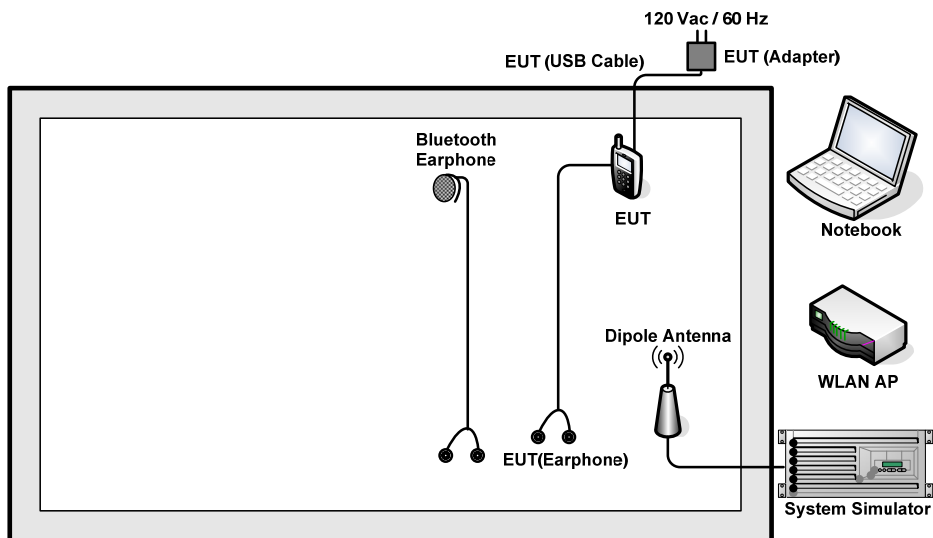 120 Vac / 60 Hz
EUT (USB Cable)
EUT (Adapter)
Bluetooth
Earphone
EUT
Notebook
Dipole Antenna
WLAN AP
EUT(Earphone)
System Simulator